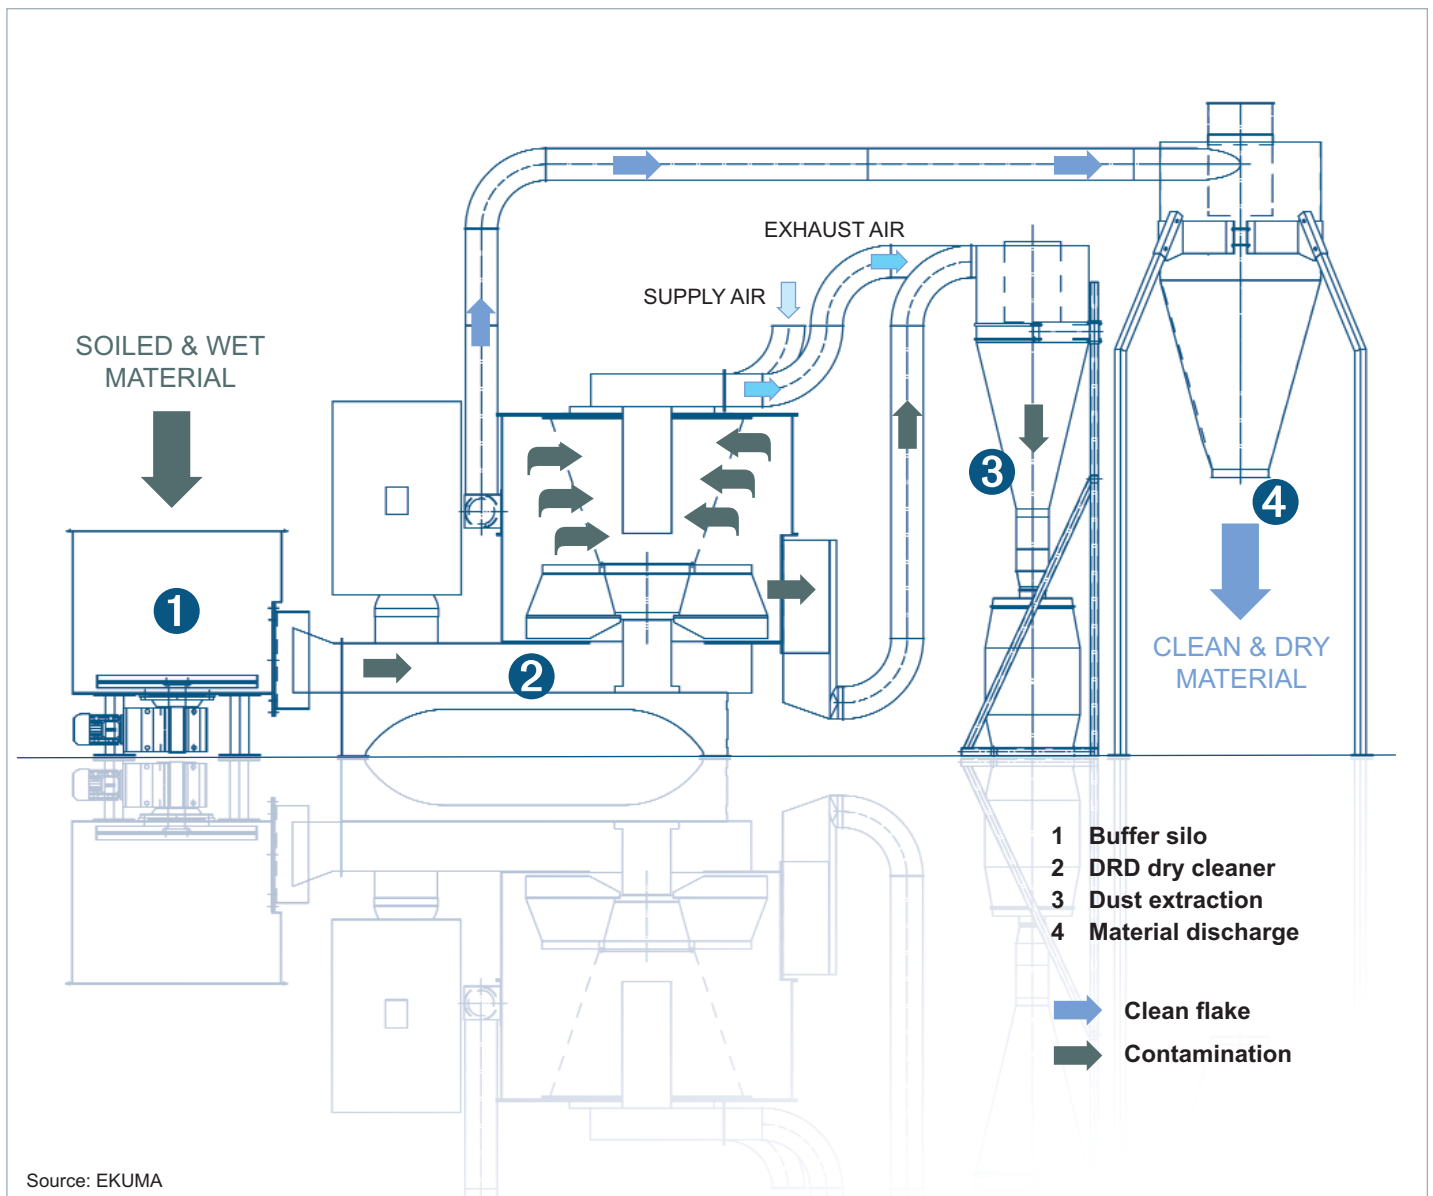 EXHAUST AIR
SUPPLY AIR
SOILED & WET
MATERIAL
1
2
3
4
CLEAN & DRY
MATERIAL
1 Buffer silo
2 DRD dry cleaner
3 Dust extraction
4 Material discharge
Clean flake
Contamination
Source: EKUMA